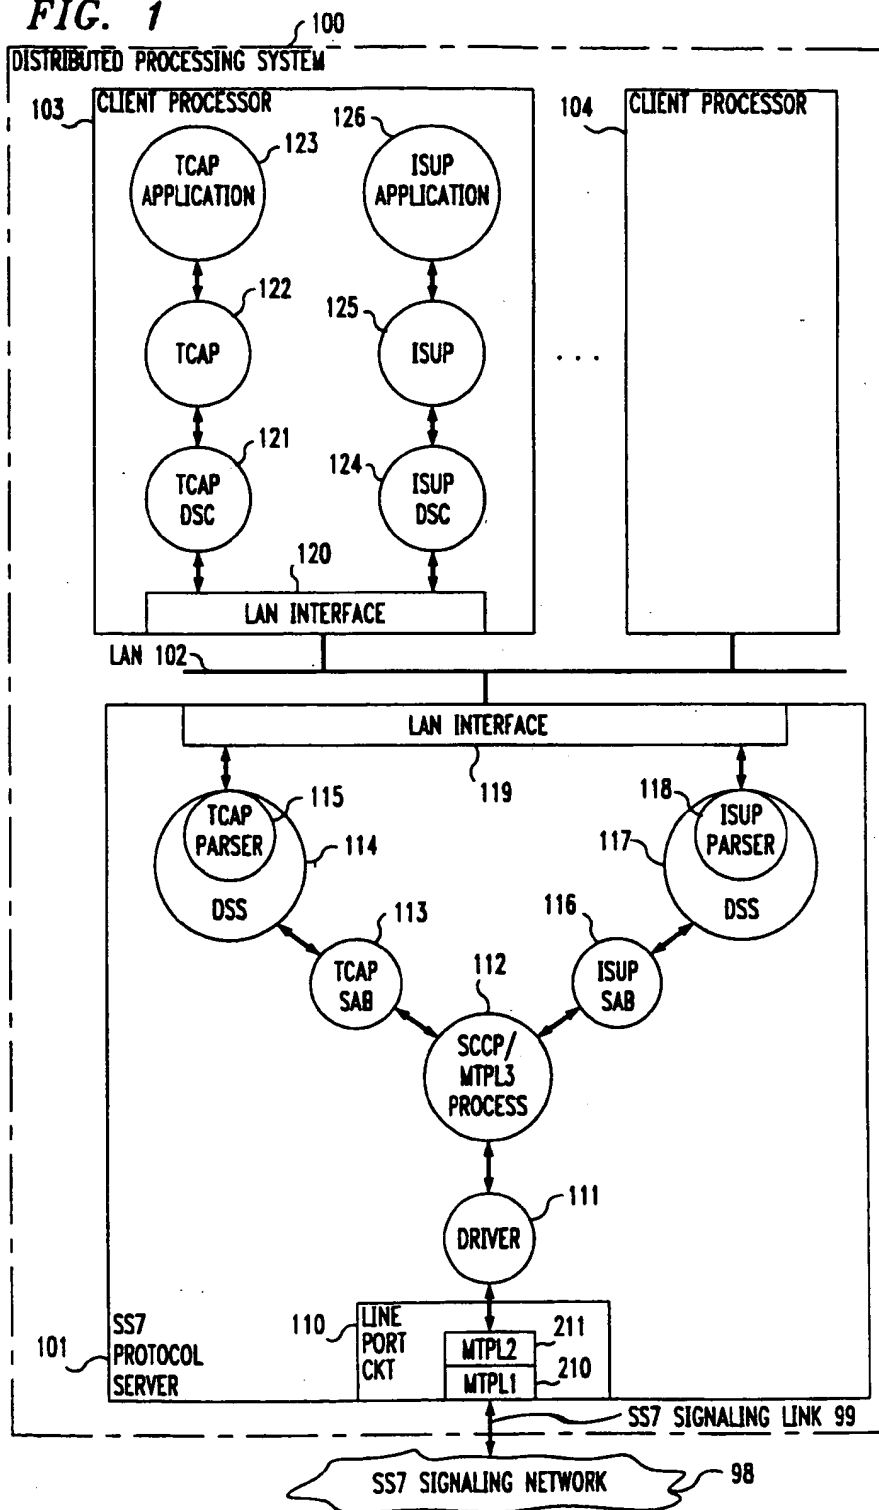 FIG. 1
100
DISTRIBUTED PROCESSING SYSTEM
103
CLIENT PROCESSOR
104
CLIENT PROCESSOR
123
TCAP
APPLICATION
126
ISUP
APPLICATION
122
TCAP
125
ISUP
. . .
121
TCAP
DSC
124
ISUP
DSC
120
LAN INTERFACE
LAN 102
LAN INTERFACE
119
115
TCAP
PARSER
114
DSS
118
ISUP
PARSER
117
DSS
113
TCAP
SAB
116
ISUP
SAB
112
SCCP/
MTPL3
PROCESS
111
DRIVER
101
SS7
PROTOCOL
SERVER
110
LINE
PORT
CKT
211
MTPL2
210
MTPL1
SS7 SIGNALING LINK 99
SS7 SIGNALING NETWORK
98